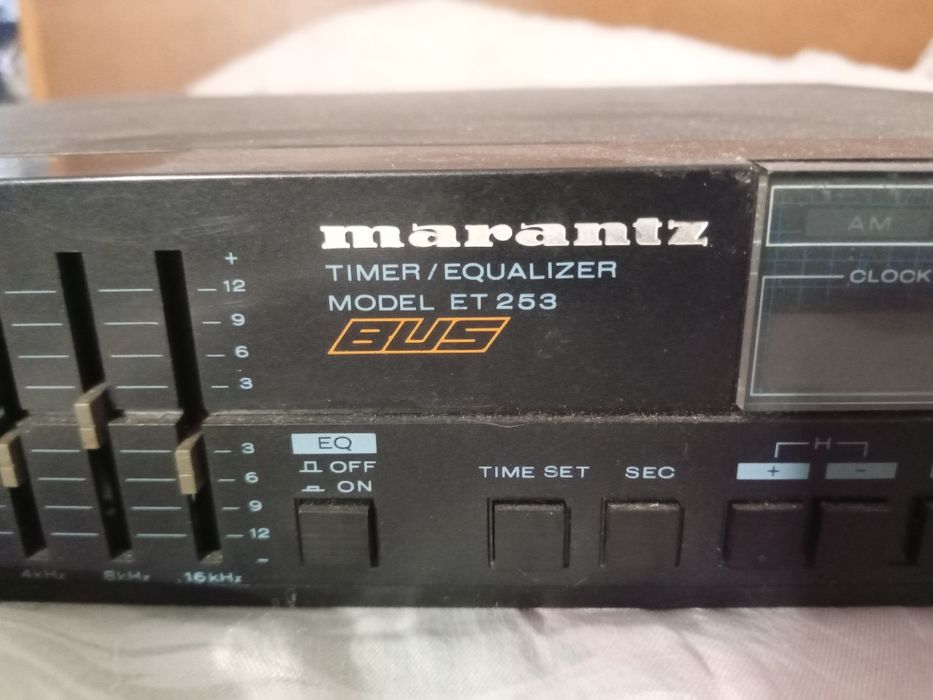 marantz
TIMER/EQUALIZER
MODEL ET 253
BUS
AM
CLOCK
+
12
9
6
3
3
6
9
12
-
4kHz 8kHz 16kHz
EQ
OFF
ON
TIME SET
SEC
H
+ -